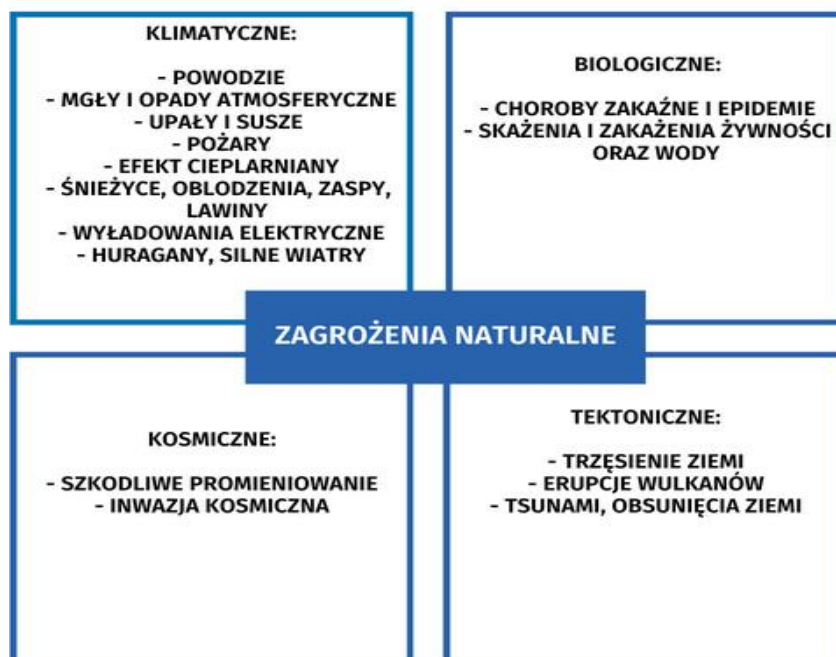 KLIMATYCZNE:
- POWODZIE
- MGŁY I OPADY ATMOSFERYCZNE
- UPAŁY I SUSZE
- POŻARY
- EFEKT CIEPLARNIANY
- ŚNIEŻYCE, OBLODZENIA, ZASPY,
LAWINY
- WYŁADOWANIA ELEKTRYCZNE
- HURAGANY, SILNE WIATRY
BIOLOGICZNE:
- CHOROBY ZAKAŹNE I EPIDEMIE
- SKAŻENIA I ZAKAŻENIA ŻYWNOŚCI
ORAZ WODY
ZAGROŻENIA NATURALNE
KOSMICZNE:
- SZKODLIWE PROMIENIOWANIE
- INWAZJA KOSMICZNA
TEKTONICZNE:
- TRZĘSIENIE ZIEMI
- ERUPCJE WULKANÓW
- TSUNAMI, OBSUNIĘCIA ZIEMI